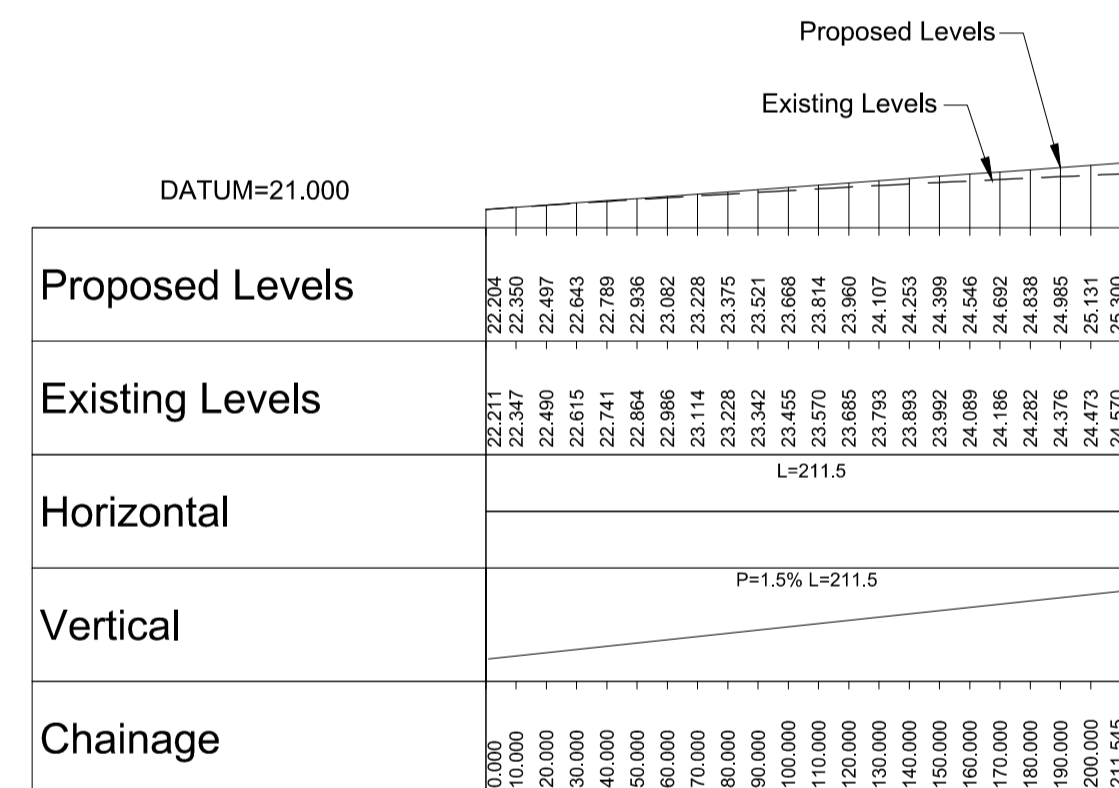 Proposed Levels
Existing Levels
DATUM=21.000
Proposed Levels
22.204 22.350 22.497 22.643 22.789 22.936 23.082 23.228 23.375 23.521 23.668 23.814 23.960 24.107 24.253 24.399 24.546 24.692 24.838 24.985 25.131 25.300
Existing Levels
22.211 22.347 22.490 22.615 22.741 22.864 22.986 23.114 23.228 23.342 23.455 23.570 23.685 23.793 23.893 23.992 24.089 24.186 24.282 24.376 24.473 24.570
L=211.5
Horizontal
P=1.5% L=211.5
Vertical
Chainage
0.000 10.000 20.000 30.000 40.000 50.000 60.000 70.000 80.000 90.000 100.000 110.000 120.000 130.000 140.000 150.000 160.000 170.000 180.000 190.000 200.000 211.545